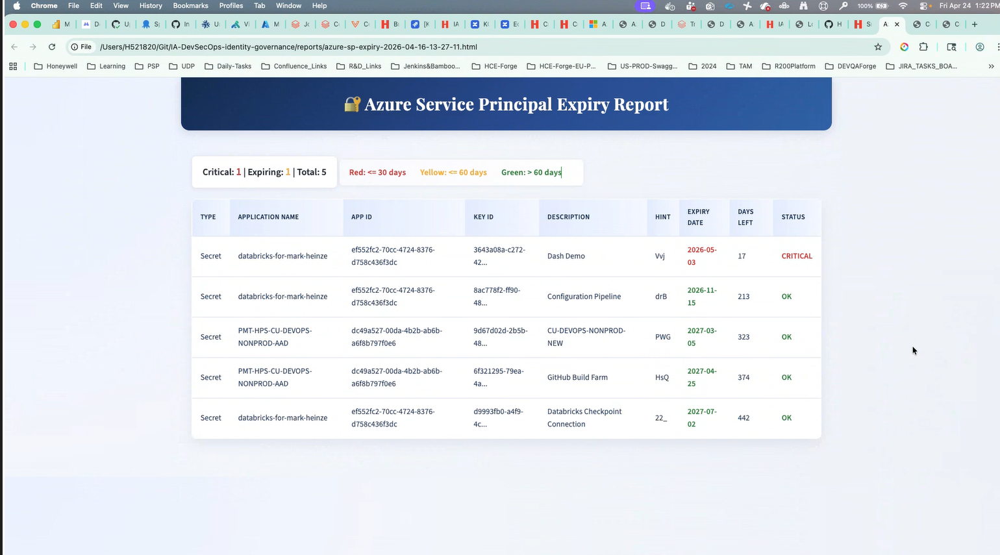 Chrome File Edit View History Bookmarks Profiles Tab Window Help 100% Fri Apr 24 1:22PM
File /Users/H521820/Git/IA-DevSecOps-identity-governance/reports/azure-sp-expiry-2026-04-16-13-27-11.html
Honeywell Learning PSP UDP Daily-Tasks Confluence_Links R&D_Links Jenkins&Bamboo... HCE-Forge HCE-Forge-EU-P... US-PROD-Swagg... 2024 TAM R200Platform DEVQAForge JIRA_TASKS_BOA... »
Azure Service Principal Expiry Report
Critical: 1 | Expiring: 1 | Total: 5 Red: <= 30 days Yellow: <= 60 days Green: > 60 days
TYPE APPLICATION NAME APP ID KEY ID DESCRIPTION HINT EXPIRY DATE DAYS LEFT STATUS
Secret databricks-for-mark-heinze ef552fc2-70cc-4724-8376-d758c436f3dc 3643a08a-c272-42... Dash Demo Vvj 2026-05-03 17 CRITICAL
Secret databricks-for-mark-heinze ef552fc2-70cc-4724-8376-d758c436f3dc 8ac778f2-ff90-48... Configuration Pipeline drB 2026-11-15 213 OK
Secret PMT-HPS-CU-DEVOPS-NONPROD-AAD dc49a527-00da-4b2b-ab6b-a6f8b797f0e6 9d67d02d-2b5b-48... CU-DEVOPS-NONPROD-NEW PWG 2027-03-05 323 OK
Secret PMT-HPS-CU-DEVOPS-NONPROD-AAD dc49a527-00da-4b2b-ab6b-a6f8b797f0e6 6f321295-79ea-4a... GitHub Build Farm HsQ 2027-04-25 374 OK
Secret databricks-for-mark-heinze ef552fc2-70cc-4724-8376-d758c436f3dc d9993fb0-a4f9-4c... Databricks Checkpoint Connection 22_ 2027-07-02 442 OK